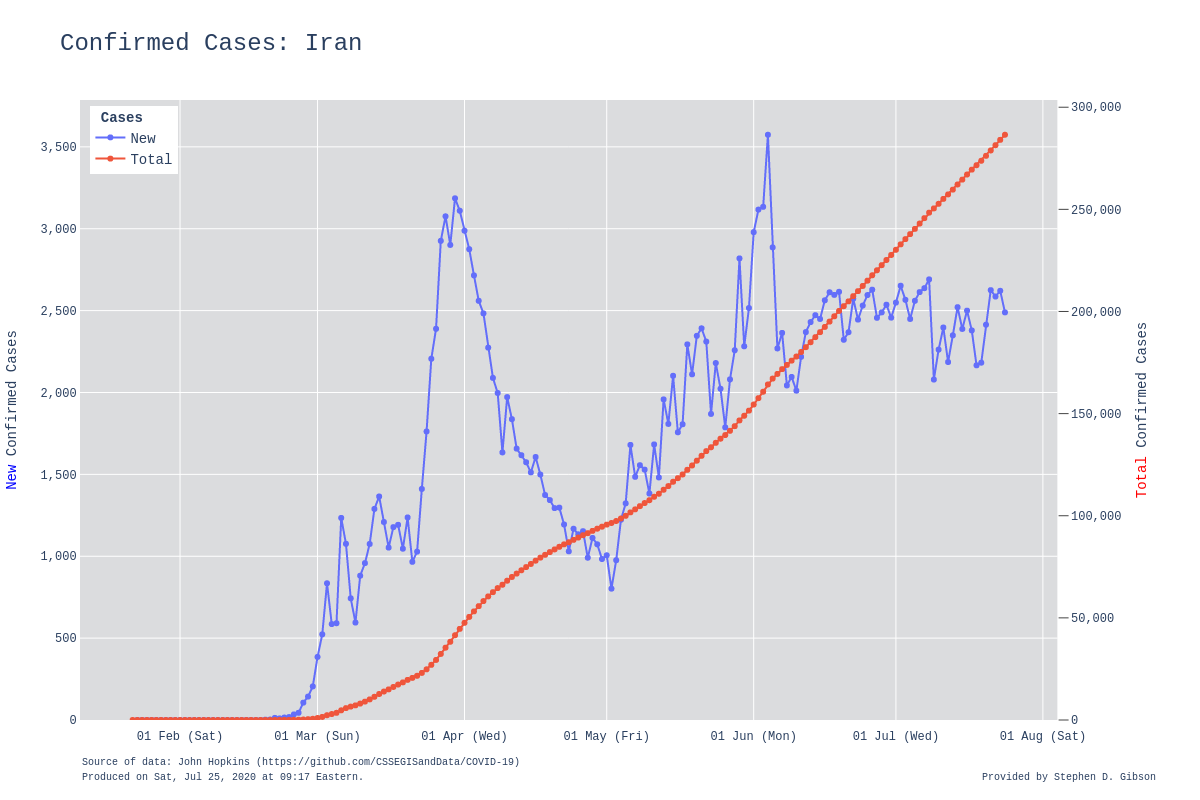 Confirmed Cases: Iran
Cases
New
Total
3,500
3,000
2,500
2,000
1,500
1,000
500
0
New Confirmed Cases
300,000
250,000
200,000
150,000
100,000
50,000
0
Total Confirmed Cases
01 Feb (Sat)
01 Mar (Sun)
01 Apr (Wed)
01 May (Fri)
01 Jun (Mon)
01 Jul (Wed)
01 Aug (Sat)
Source of data: John Hopkins (https://github.com/CSSEGISandData/COVID-19)
Produced on Sat, Jul 25, 2020 at 09:17 Eastern.
Provided by Stephen D. Gibson